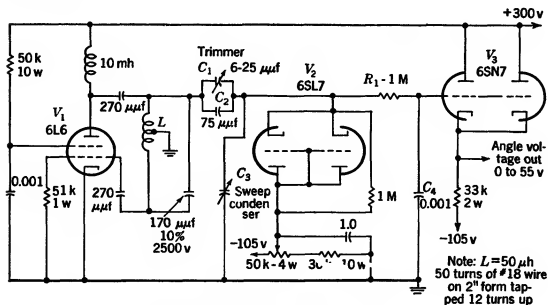 +300 v
50 k
10 w
10 mh
Trimmer
C1 6-25 μμf
C2
75 μμf
V1
6L6
270 μμf
L
V2
6SL7
R1 - 1 M
V3
6SN7
0.001
51 k
1 w
270
μμf
170 μμf
10%
2500 v
C3
Sweep
cunden
ser
1 M
1.0
C4
0.001
Angle vol-
tage out
0 to 55 v
33 k
2 w
-105 v
-105 v
50 k - 4 w
Note: L=50 μh
50 turns of #18 wire
on 2" form tap-
ped 12 turns up